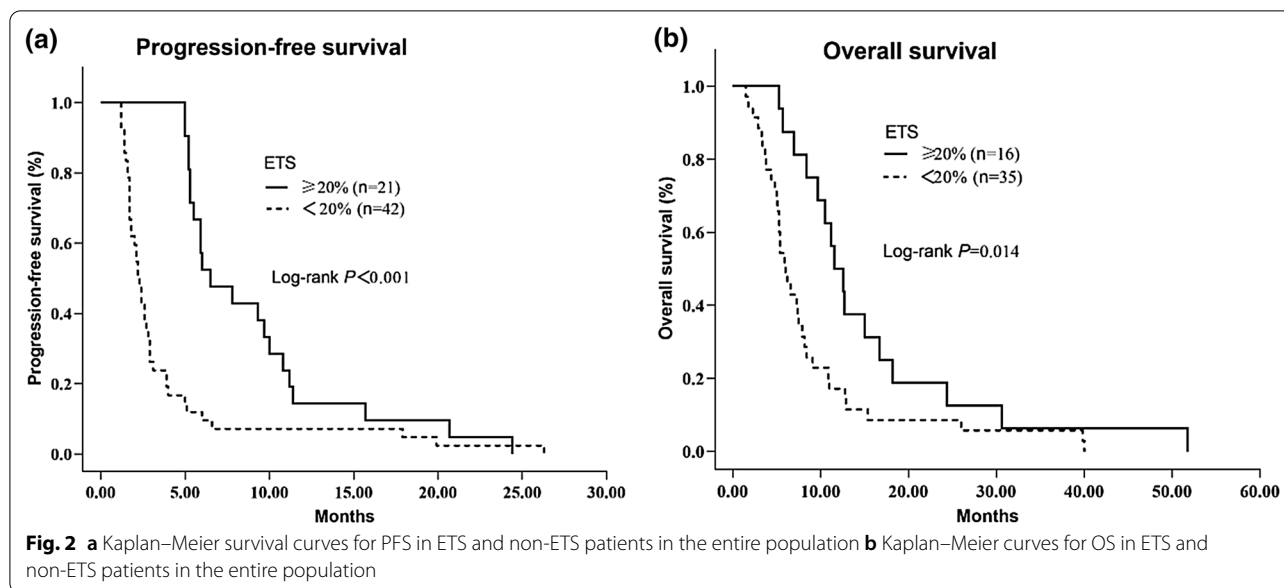 (a)
Progression-free survival
Progression-free survival (%)
1.0
0.8
0.6
0.4
0.2
0.0
ETS
⩾20% (n=21)
<20% (n=42)
Log-rank P<0.001
0.00 5.00 10.00 15.00 20.00 25.00 30.00
Months
(b)
Overall survival
Overall survival (%)
1.0
0.8
0.6
0.4
0.2
0.0
ETS
⩾20% (n=16)
<20% (n=35)
Log-rank P=0.014
0.00 10.00 20.00 30.00 40.00 50.00 60.00
Months
Fig. 2 a Kaplan–Meier survival curves for PFS in ETS and non-ETS patients in the entire population b Kaplan–Meier curves for OS in ETS and
non-ETS patients in the entire population